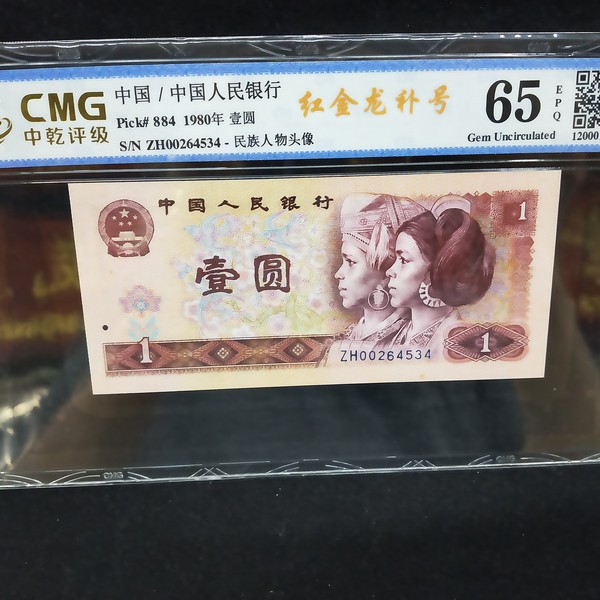 CMG
中乾评级
中国 / 中国人民银行
Pick# 884 1980年 壹圆
S/N ZH00264534 - 民族人物头像
红金龙补号
65
EPQ
Gem Uncirculated
12000
中国人民银行
1
壹圆
1
ZH00264534
1
CMG